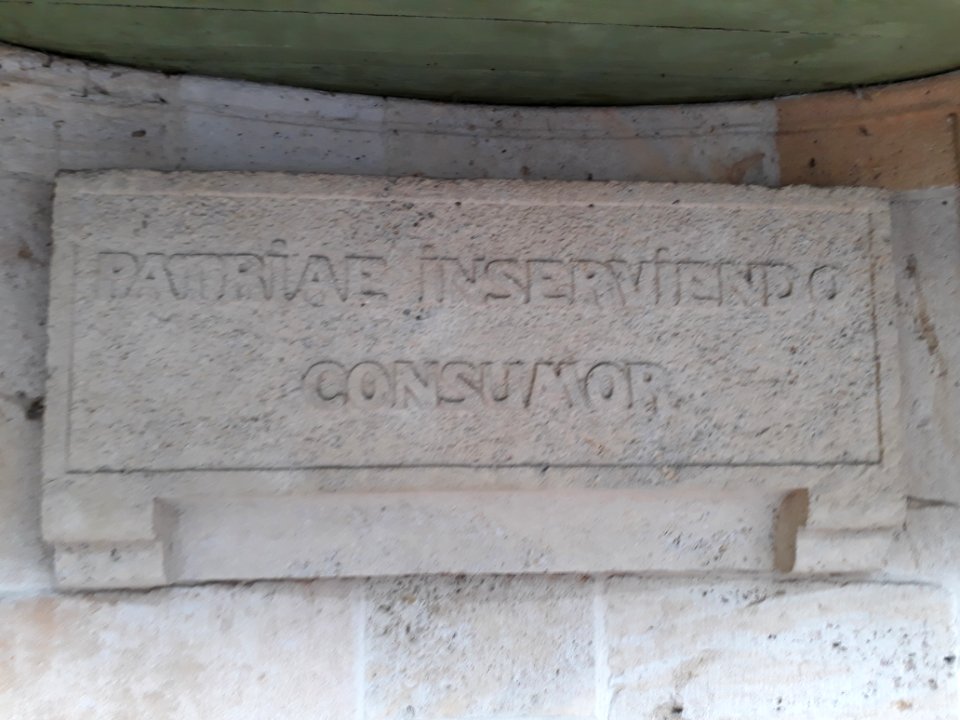 PATRiAE iNSERViENDO
CONSUMOR